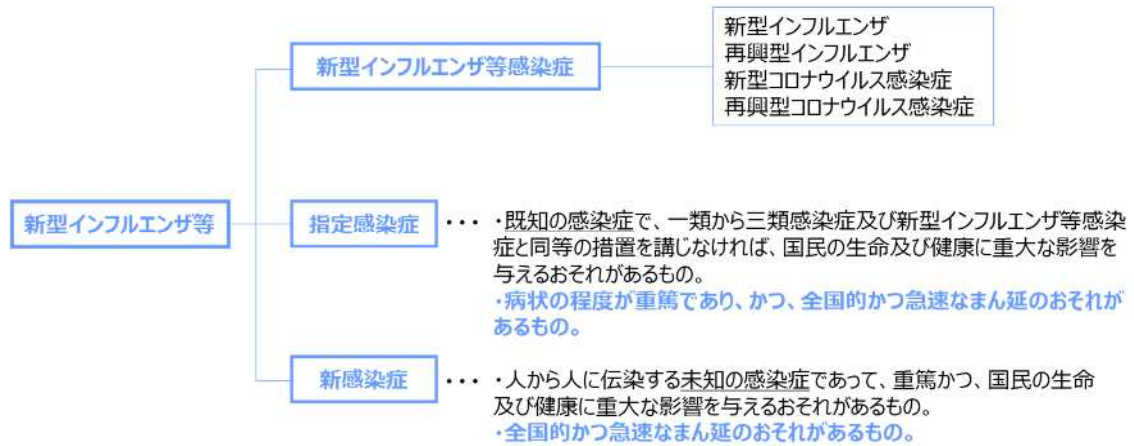 新型インフルエンザ等感染症
新型インフルエンザ
再興型インフルエンザ
新型コロナウイルス感染症
再興型コロナウイルス感染症
新型インフルエンザ等
指定感染症
・・・
・既知の感染症で、一類から三類感染症及び新型インフルエンザ等感染
症と同等の措置を講じなければ、国民の生命及び健康に重大な影響を
与えるおそれがあるもの。
・病状の程度が重篤であり、かつ、全国的かつ急速なまん延のおそれが
あるもの。
新感染症
・・・
・人から人に伝染する未知の感染症であって、重篤かつ、国民の生命
及び健康に重大な影響を与えるおそれがあるもの。
・全国的かつ急速なまん延のおそれがあるもの。